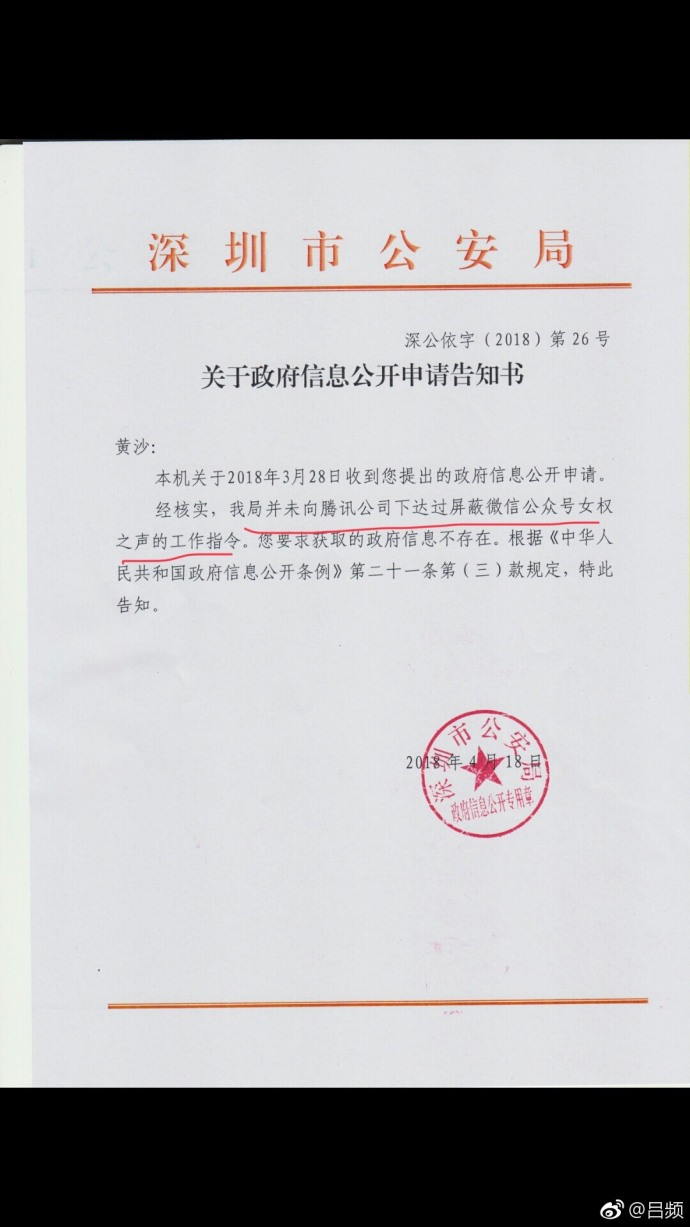 深圳市公安局
深公依字（2018）第26号
关于政府信息公开申请告知书
黄沙：
本机关于2018年3月28日收到您提出的政府信息公开申请。
经核实，我局并未向腾讯公司下达过屏蔽微信公众号女权
之声的工作指令。您要求获取的政府信息不存在。根据《中华人
民共和国政府信息公开条例》第二十一条第（三）款规定，特此
告知。
2018年4月18日
深圳市公安局
政府信息公开专用章
@吕频